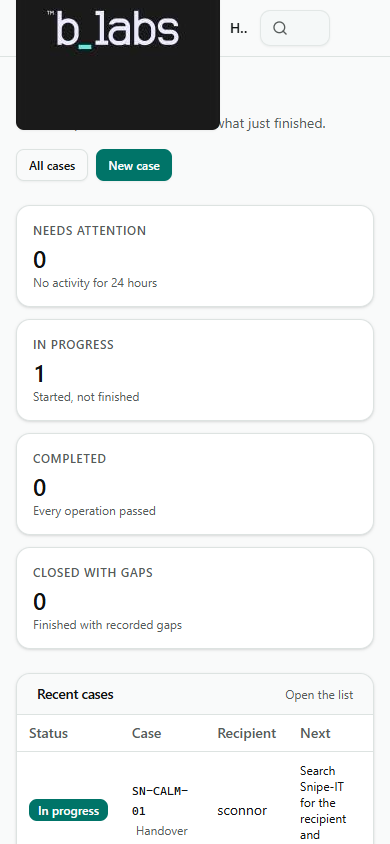 ™b_labs
H..
what just finished.
All cases
New case
NEEDS ATTENTION
0
No activity for 24 hours
IN PROGRESS
1
Started, not finished
COMPLETED
0
Every operation passed
CLOSED WITH GAPS
0
Finished with recorded gaps
Recent cases
Open the list
Status Case Recipient Next
In progress
SN-CALM-
01
Handover
sconnor
Search
Snipe-IT
for the
recipient
and